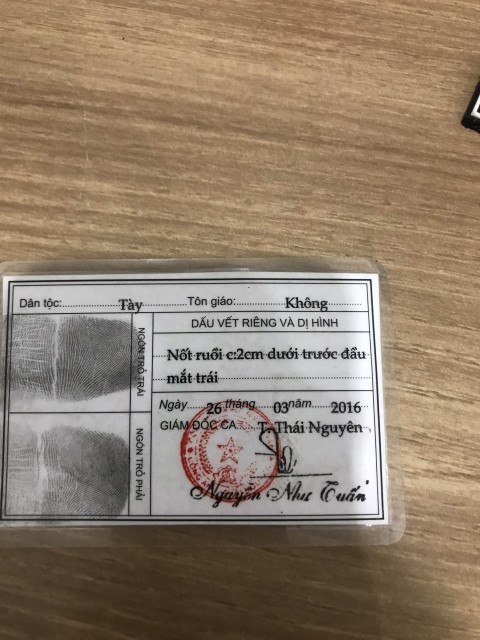 Dân tộc: Tày Tôn giáo: Không
DẤU VẾT RIÊNG VÀ DỊ HÌNH
NGÓN TRỎ TRÁI
Nốt ruồi c:2cm dưới trước đầu
mắt trái
NGÓN TRỎ PHẢI
Ngày 26 tháng 03 năm 2016
GIÁM ĐỐC CA T. Thái Nguyên
Nguyễn Như Tuấn